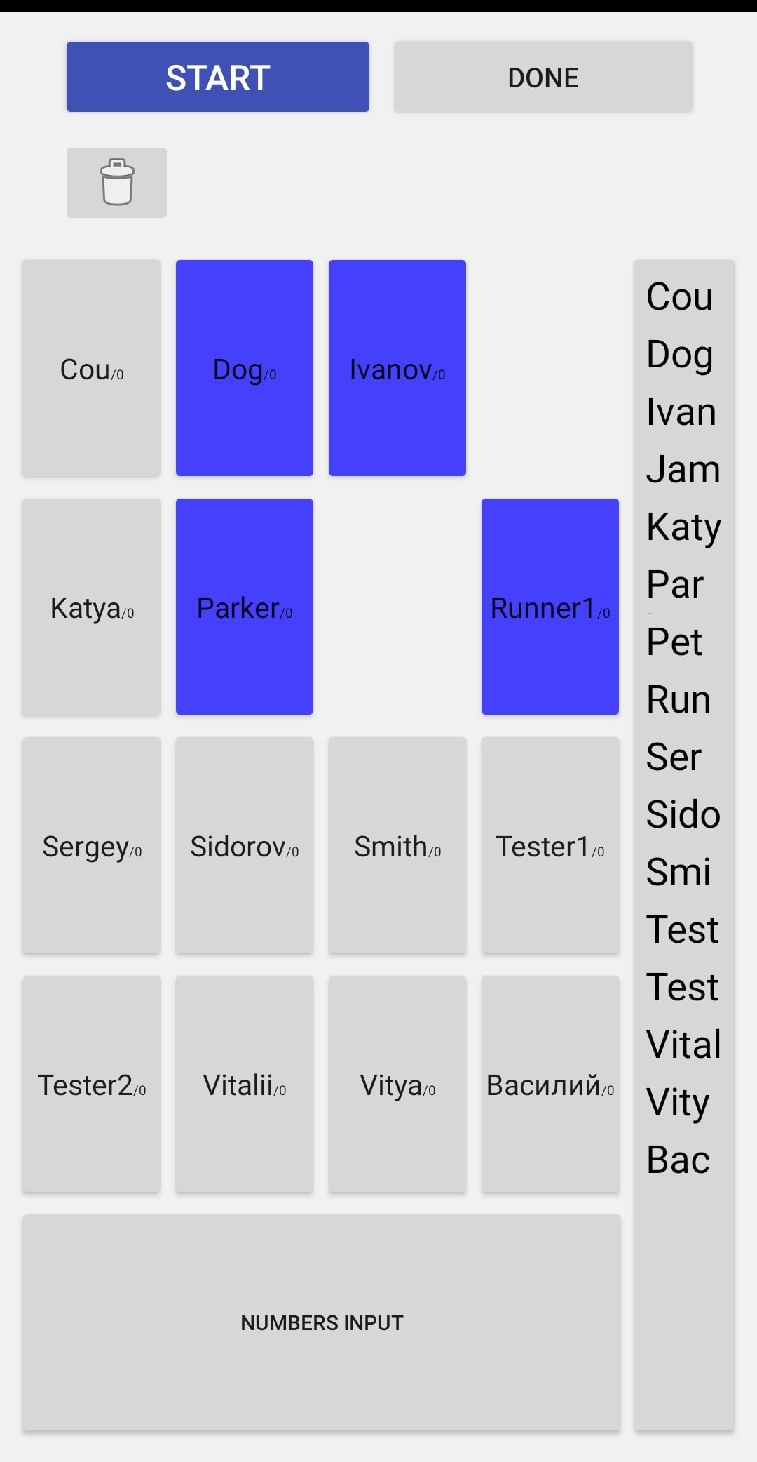 START
DONE
Cou/0
Dog/0
Ivanov/0
Katya/0
Parker/0
Runner1/0
Sergey/0
Sidorov/0
Smith/0
Tester1/0
Tester2/0
Vitalii/0
Vitya/0
Василий/0
NUMBERS INPUT
Cou
Dog
Ivan
Jam
Katy
Par
Pet
Run
Ser
Sido
Smi
Test
Test
Vital
Vity
Вас